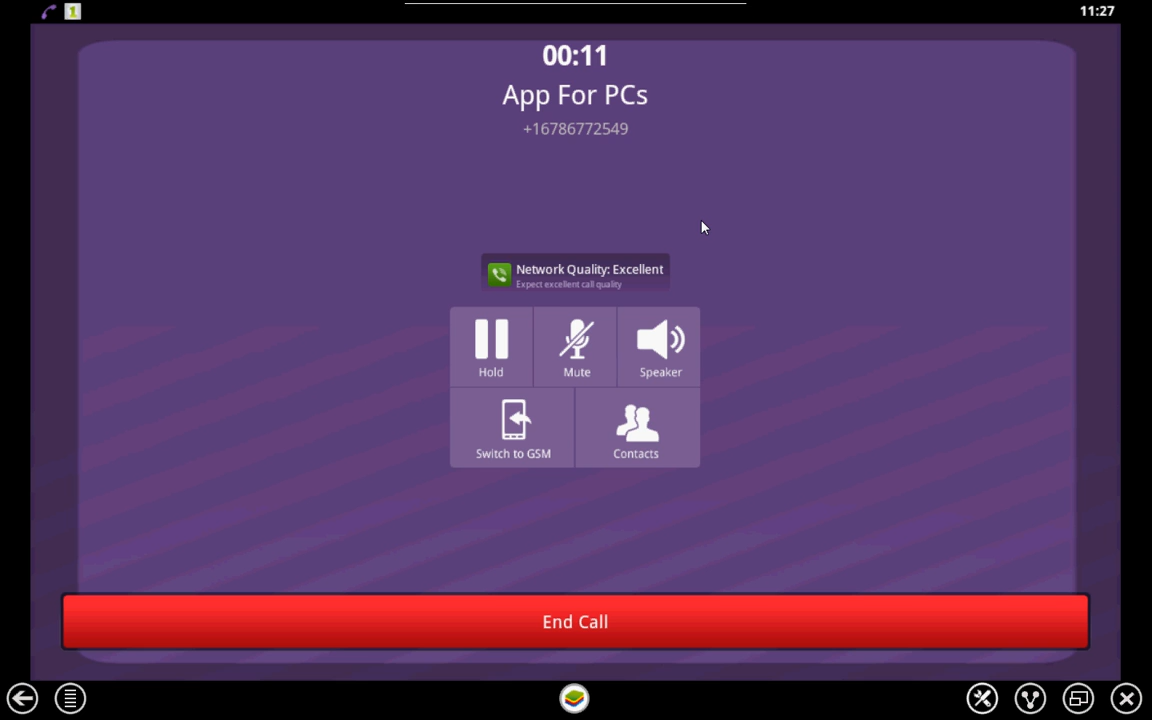 1
11:27
00:11
App For PCs
+16786772549
Network Quality: Excellent
Expect excellent call quality
Hold
Mute
Speaker
Switch to GSM
Contacts
End Call